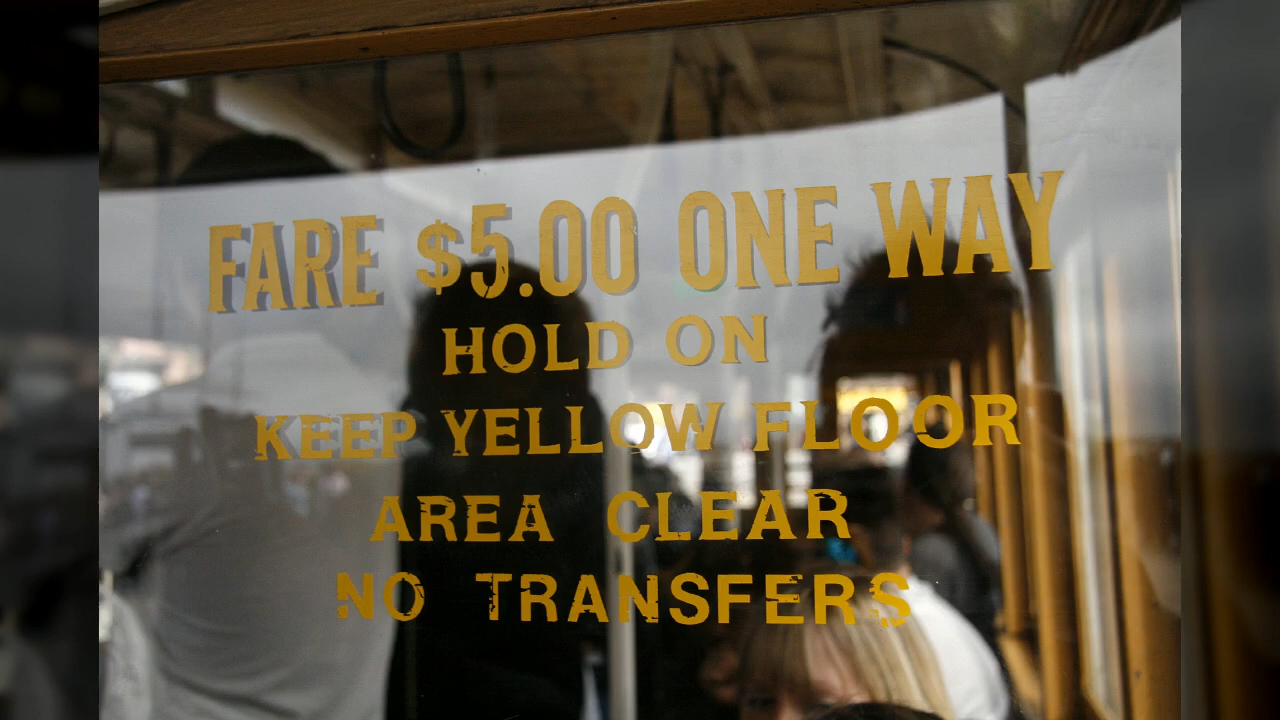 FARE $5.00 ONE WAY
HOLD ON
KEEP YELLOW FLOOR
AREA CLEAR
NO TRANSFERS